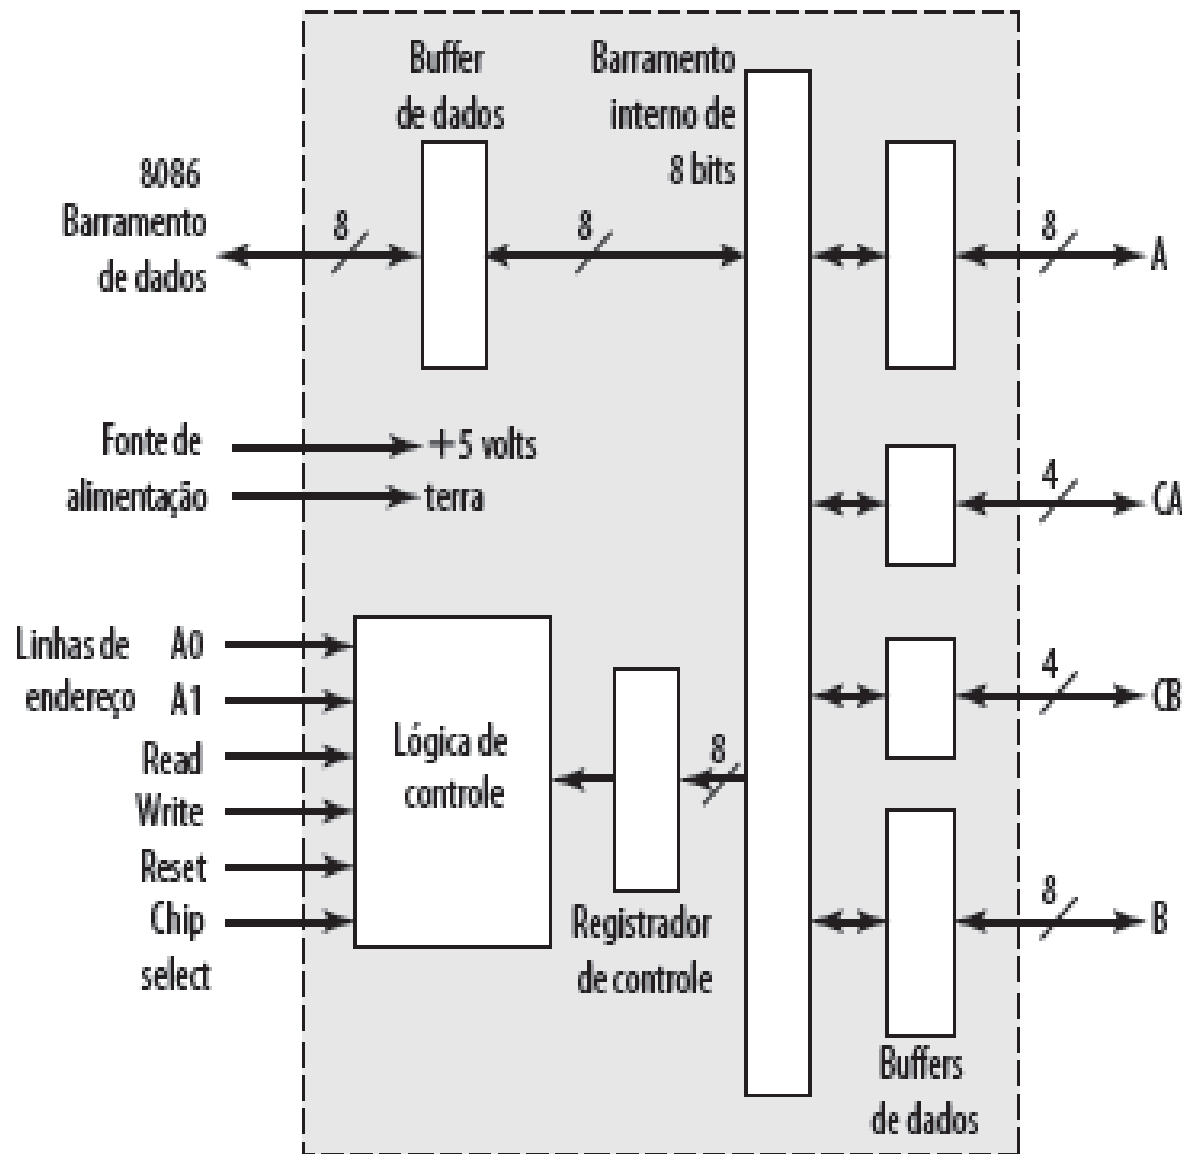 Buffer
de dados
Barramento
interno de
8 bits
8086
Barramento
de dados
8
8
8
A
Fonte de
alimentação
+5 volts
terra
4
CA
Linhas de
endereço
A0
A1
Read
Write
Reset
Chip
select
Lógica de
controle
8
Registrador
de controle
4
CB
8
B
Buffers
de dados